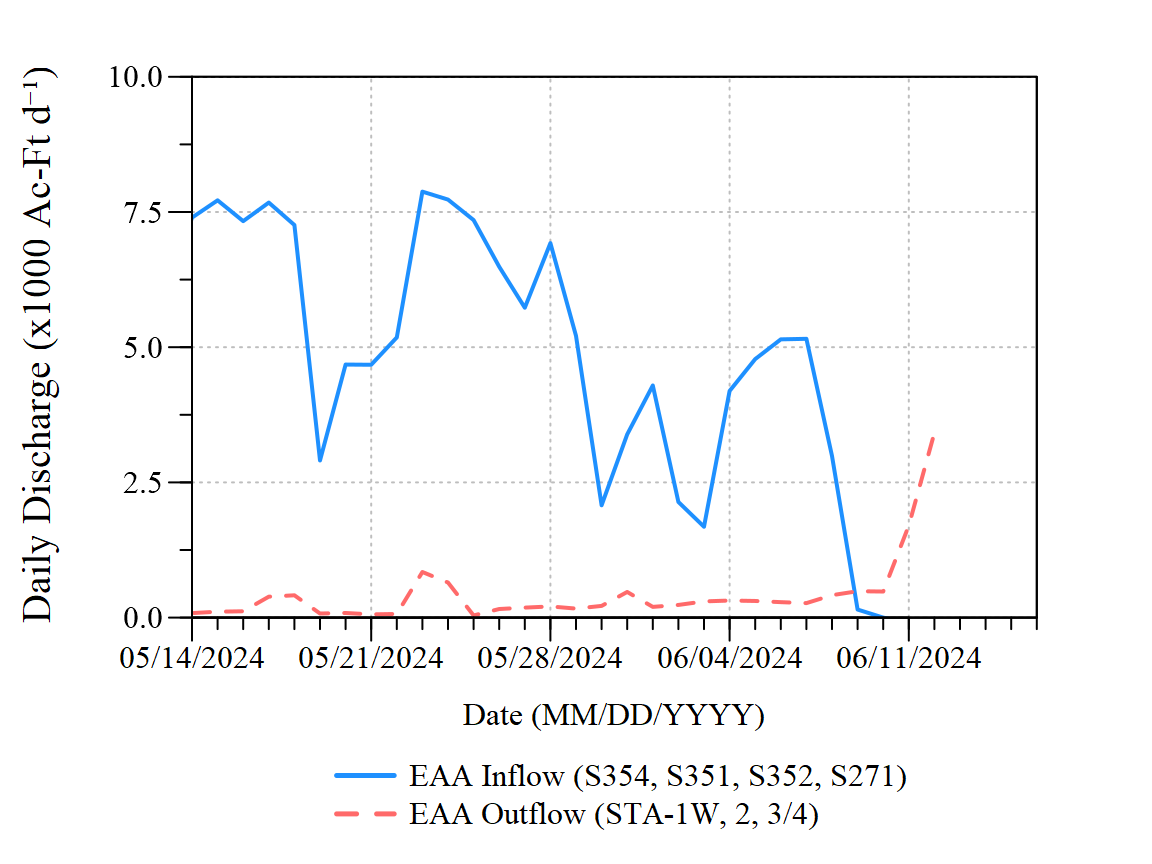 Daily Discharge (x1000 Ac-Ft d⁻¹)
10.0
7.5
5.0
2.5
0.0
05/14/2024 05/21/2024 05/28/2024 06/04/2024 06/11/2024
Date (MM/DD/YYYY)
EAA Inflow (S354, S351, S352, S271)
EAA Outflow (STA-1W, 2, 3/4)